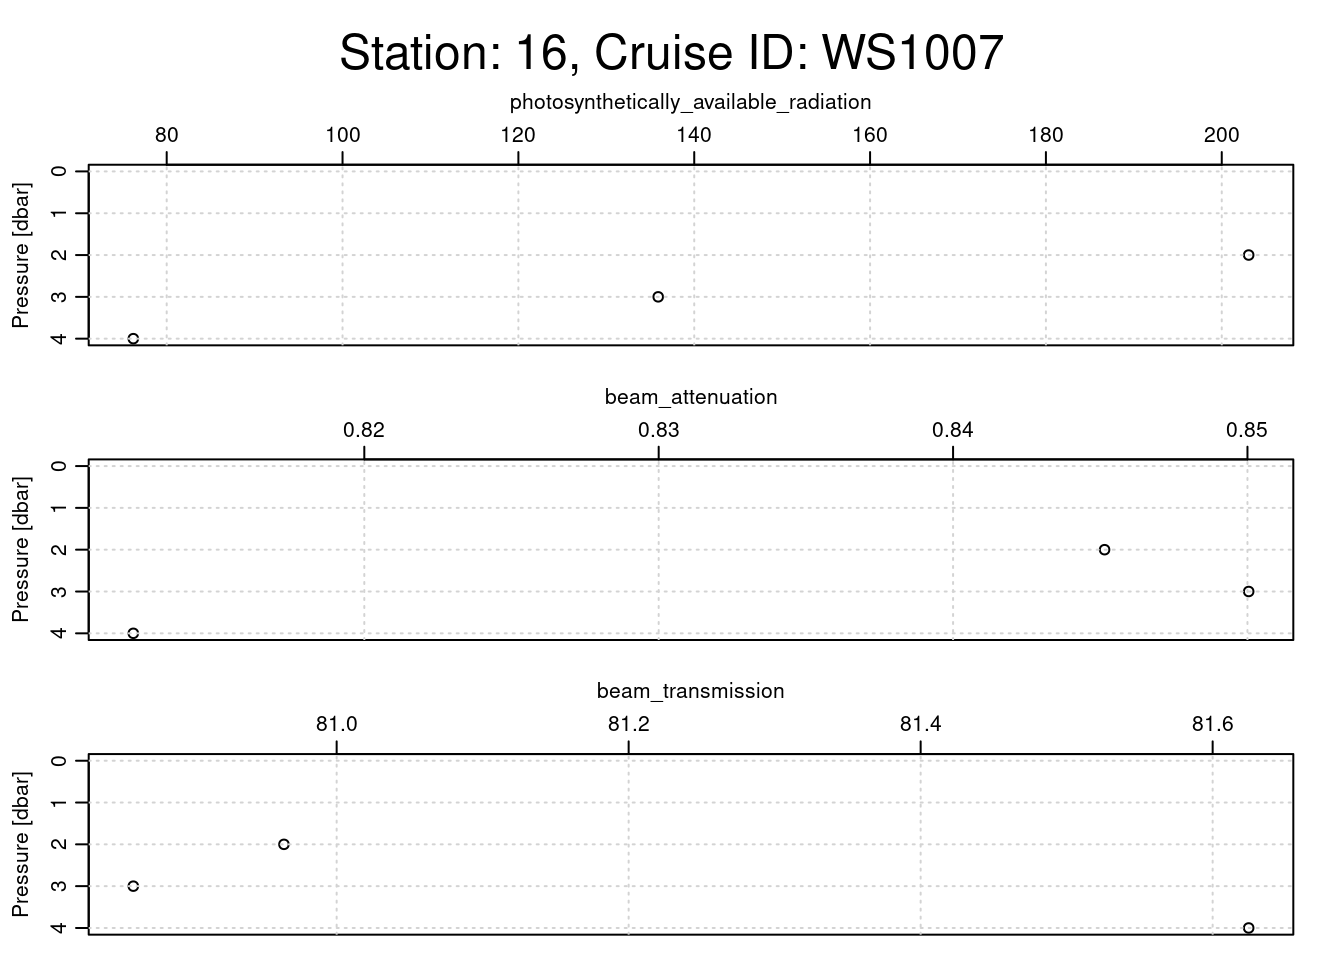 Station: 16, Cruise ID: WS1007
photosynthetically_available_radiation
80 100 120 140 160 180 200
Pressure [dbar]
0
1
2
3
4
beam_attenuation
0.82 0.83 0.84 0.85
Pressure [dbar]
0
1
2
3
4
beam_transmission
81.0 81.2 81.4 81.6
Pressure [dbar]
0
1
2
3
4